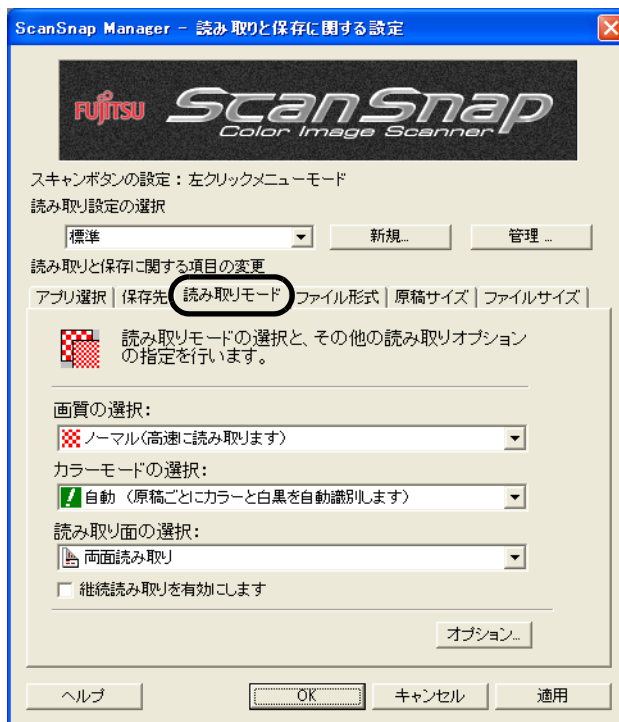 ScanSnap Manager - 読み取りと保存に関する設定
FUJITSU ScanSnap
Color Image Scanner
スキャンボタンの設定：左クリックメニューモード
読み取り設定の選択
標準 新規... 管理 ...
読み取りと保存に関する項目の変更
アプリ選択 保存先 読み取りモード ファイル形式 原稿サイズ ファイルサイズ
読み取りモードの選択と、その他の読み取りオプション
の指定を行います。
画質の選択：
ノーマル(高速に読み取ります)
カラーモードの選択：
自動 (原稿ごとにカラーと白黒を自動識別します)
読み取り面の選択：
両面読み取り
継続読み取りを有効にします
オプション...
ヘルプ OK キャンセル 適用